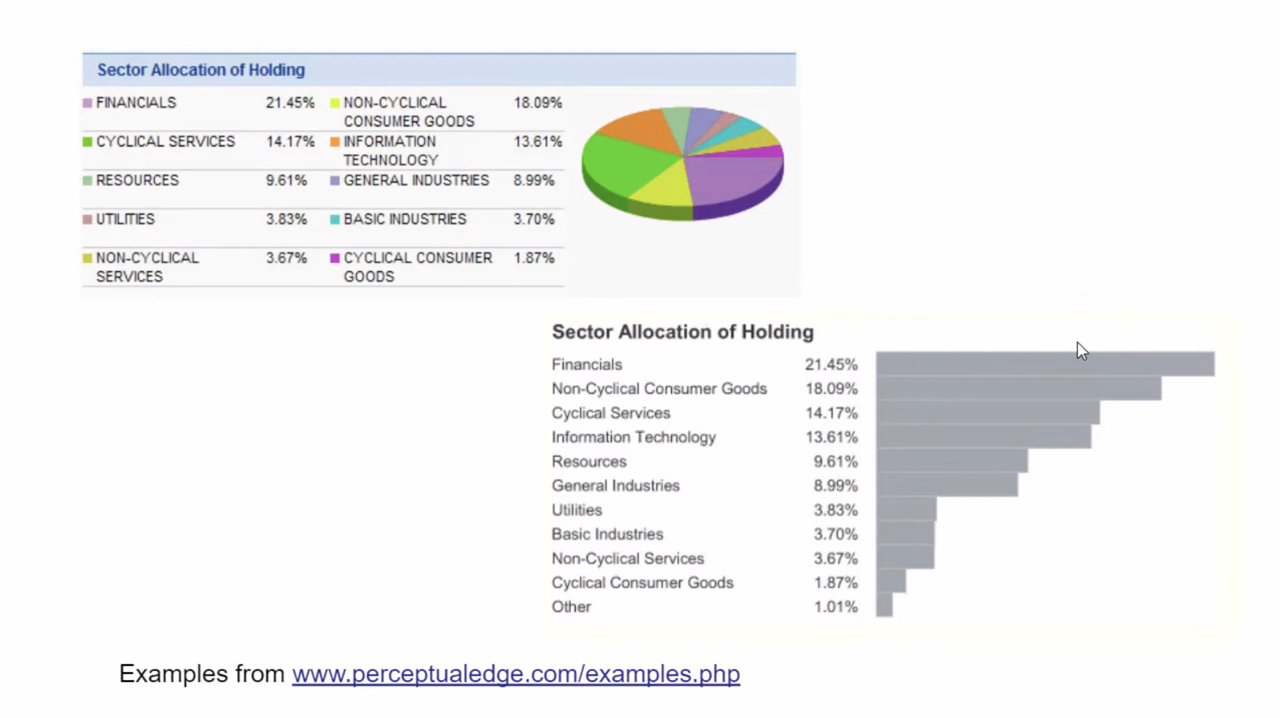 Sector Allocation of Holding
FINANCIALS 21.45% NON-CYCLICAL 18.09%
CONSUMER GOODS
CYCLICAL SERVICES 14.17% INFORMATION 13.61%
TECHNOLOGY
RESOURCES 9.61% GENERAL INDUSTRIES 8.99%
UTILITIES 3.83% BASIC INDUSTRIES 3.70%
NON-CYCLICAL 3.67% CYCLICAL CONSUMER 1.87%
SERVICES GOODS
Sector Allocation of Holding
Financials 21.45%
Non-Cyclical Consumer Goods 18.09%
Cyclical Services 14.17%
Information Technology 13.61%
Resources 9.61%
General Industries 8.99%
Utilities 3.83%
Basic Industries 3.70%
Non-Cyclical Services 3.67%
Cyclical Consumer Goods 1.87%
Other 1.01%
Examples from www.perceptualedge.com/examples.php